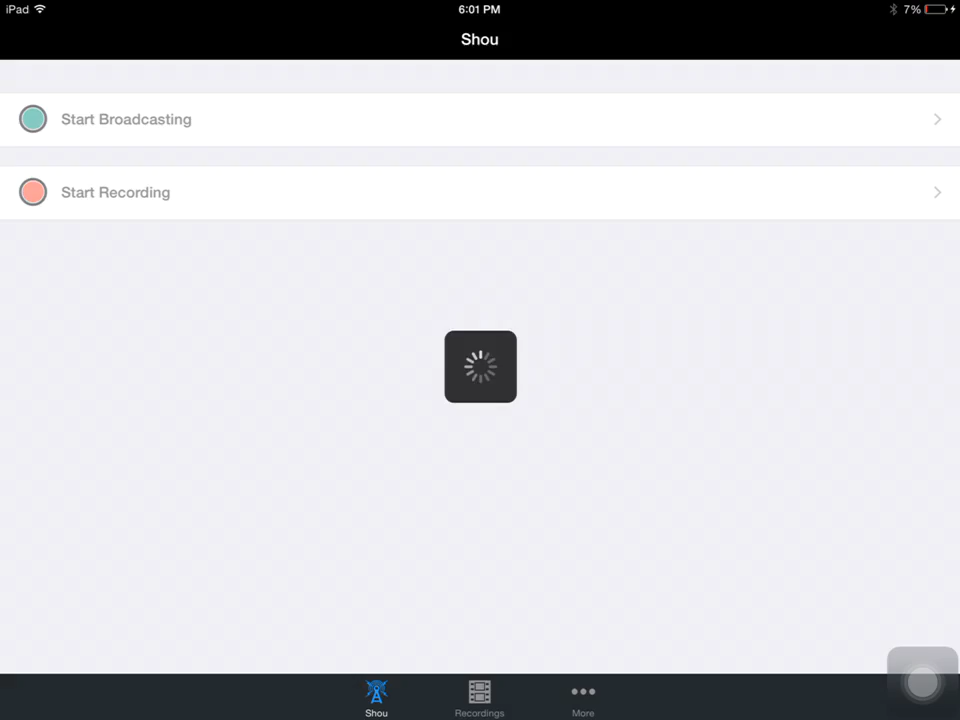 iPad 6:01 PM 7%
Shou
Start Broadcasting
Start Recording
Shou Recordings More